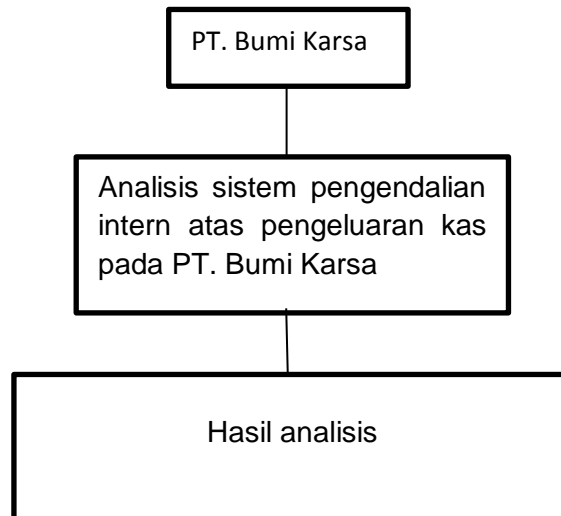 PT. Bumi Karsa
Analisis sistem pengendalian
intern atas pengeluaran kas
pada PT. Bumi Karsa
Hasil analisis